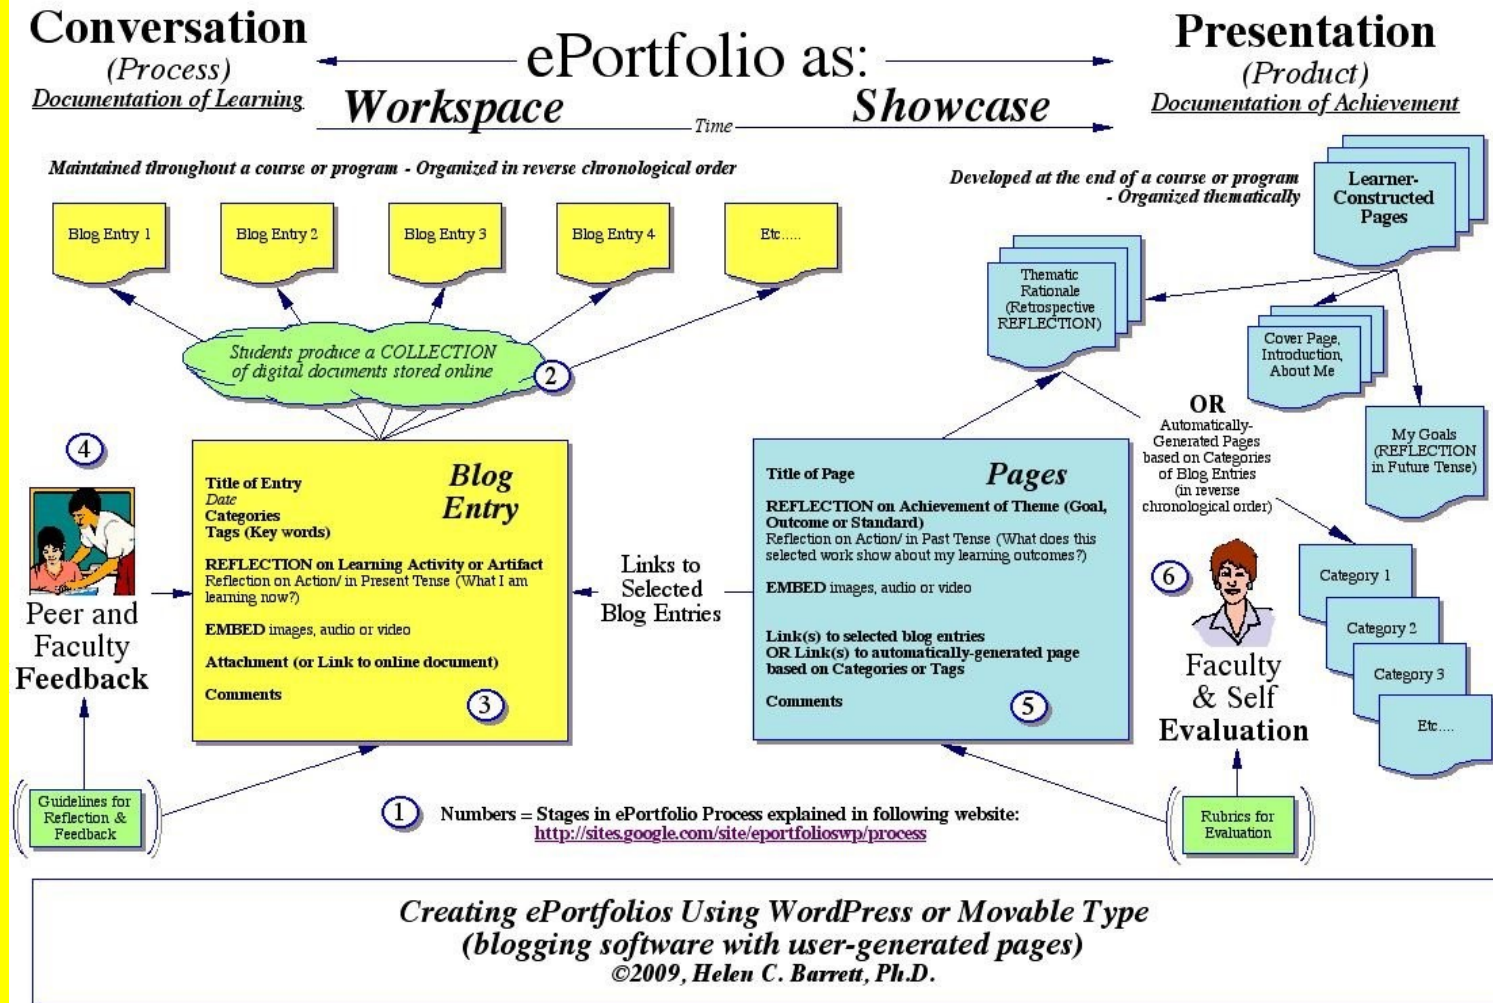 Conversation
(Process)
Documentation of Learning
ePortfolio as:
Workspace
Showcase
Time
Presentation
(Product)
Documentation of Achievement
Maintained throughout a course or program - Organized in reverse chronological order
Blog Entry 1
Blog Entry 2
Blog Entry 3
Blog Entry 4
Etc.....
Students produce a COLLECTION
of digital documents stored online
2
Developed at the end of a course or program
- Organized thematically
Learner-
Constructed
Pages
Thematic
Rationale
(Retrospective
REFLECTION)
Cover Page,
Introduction,
About Me
My Goals
(REFLECTION
in Future Tense)
OR
Automatically-
Generated Pages
based on Categories
of Blog Entries
(in reverse
chronological order)
4
Peer and
Faculty
Feedback
Blog
Entry
Title of Entry
Date
Categories
Tags (Key words)
REFLECTION on Learning Activity or Artifact
Reflection on Action/ in Present Tense (What I am
learning now?)
EMBED images, audio or video
Attachment (or Link to online document)
Comments
3
Links to
Selected
Blog Entries
Title of Page
Pages
REFLECTION on Achievement of Theme (Goal,
Outcome or Standard)
Reflection on Action/ in Past Tense (What does this
selected work show about my learning outcomes?)
EMBED images, audio or video
Link(s) to selected blog entries
OR Link(s) to automatically-generated page
based on Categories or Tags
Comments
5
6
Faculty
& Self
Evaluation
Category 1
Category 2
Category 3
Etc....
Guidelines for
Reflection &
Feedback
1
Numbers = Stages in ePortfolio Process explained in following website:
http://sites.google.com/site/eportfolioswp/process
Rubrics for
Evaluation
Creating ePortfolios Using WordPress or Movable Type
(blogging software with user-generated pages)
©2009, Helen C. Barrett, Ph.D.